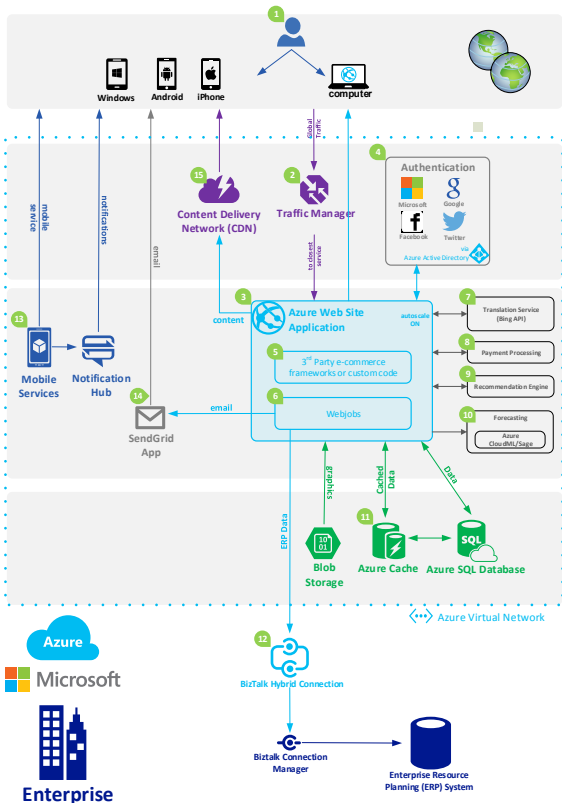 1
Windows
Android
iPhone
computer
Global
Traffic
mobile
service
notifications
email
15
Content Delivery
Network (CDN)
2
Traffic Manager
to closest
service
4
Authentication
Microsoft
g
Google
f
Facebook
Twitter
via
Azure Active Directory
3
Azure Web Site
Application
autoscale
ON
content
5
3rd Party e-commerce
frameworks or custom code
6
Webjobs
7
Translation Service
(Bing API)
8
Payment Processing
9
Recommendation Engine
10
Forecasting
Azure
CloudML/Sage
13
Mobile
Services
Notification
Hub
14
SendGrid
App
email
graphics
Cached
Data
Data
ERP Data
10
01
Blob
Storage
11
Azure Cache
SQL
Azure SQL Database
Azure Virtual Network
12
BizTalk Hybrid Connection
Biztalk Connection
Manager
Enterprise Resource
Planning (ERP) System
Azure
Microsoft
Enterprise